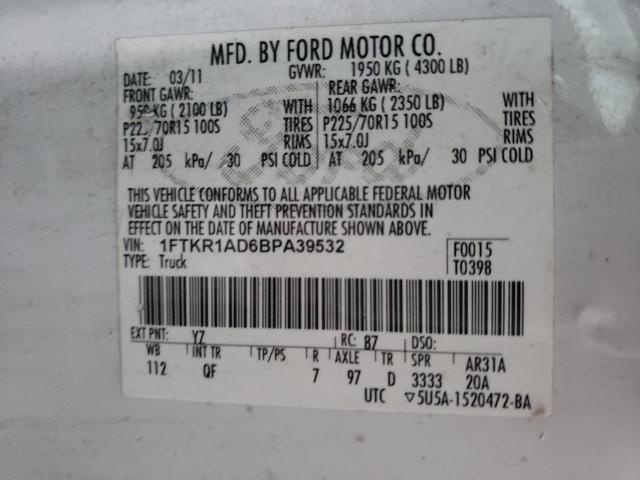 MFD. BY FORD MOTOR CO.
DATE: 03/11 GVWR: 1950 KG ( 4300 LB)
FRONT GAWR: REAR GAWR:
KG ( 2100 LB) WITH 1066 KG ( 2350 LB) WITH
P225/70R15 100S TIRES P225/70R15 100S TIRES
15x7.0J RIMS 15x7.0J RIMS
AT 205 kPa/ 30 PSI COLD AT 205 kPa/ 30 PSI COLD
THIS VEHICLE CONFORMS TO ALL APPLICABLE FEDERAL MOTOR
VEHICLE SAFETY AND THEFT PREVENTION STANDARDS IN
EFFECT ON THE DATE OF MANUFACTURE SHOWN ABOVE.
VIN: 1FTKR1AD6BPA39532 F0015
TYPE: Truck T0398
EXT PNT: YZ RC: 87 DSO:
WB INT TR TP/PS R AXLE TR SPR AR31A
112 QF 7 97 D 3333 20A
UTC ▽5U5A-1520472-BA